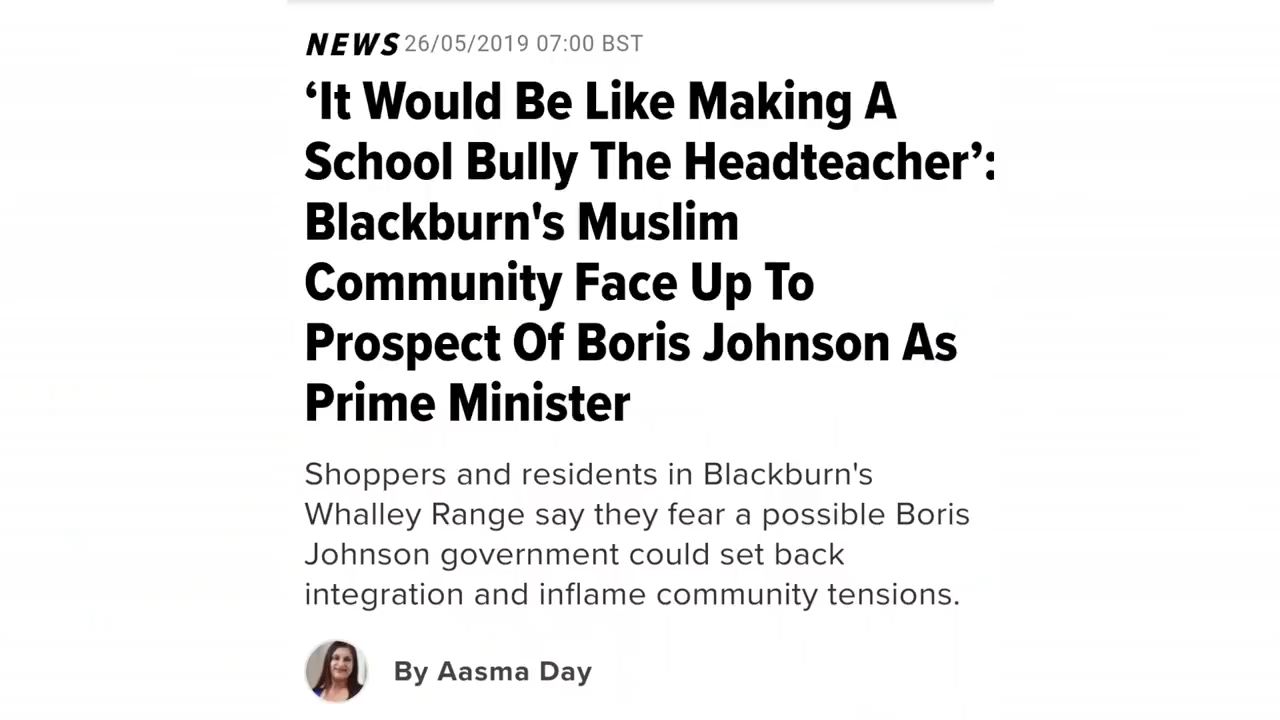 NEWS 26/05/2019 07:00 BST
‘It Would Be Like Making A
School Bully The Headteacher’:
Blackburn's Muslim
Community Face Up To
Prospect Of Boris Johnson As
Prime Minister
Shoppers and residents in Blackburn's
Whalley Range say they fear a possible Boris
Johnson government could set back
integration and inflame community tensions.
By Aasma Day